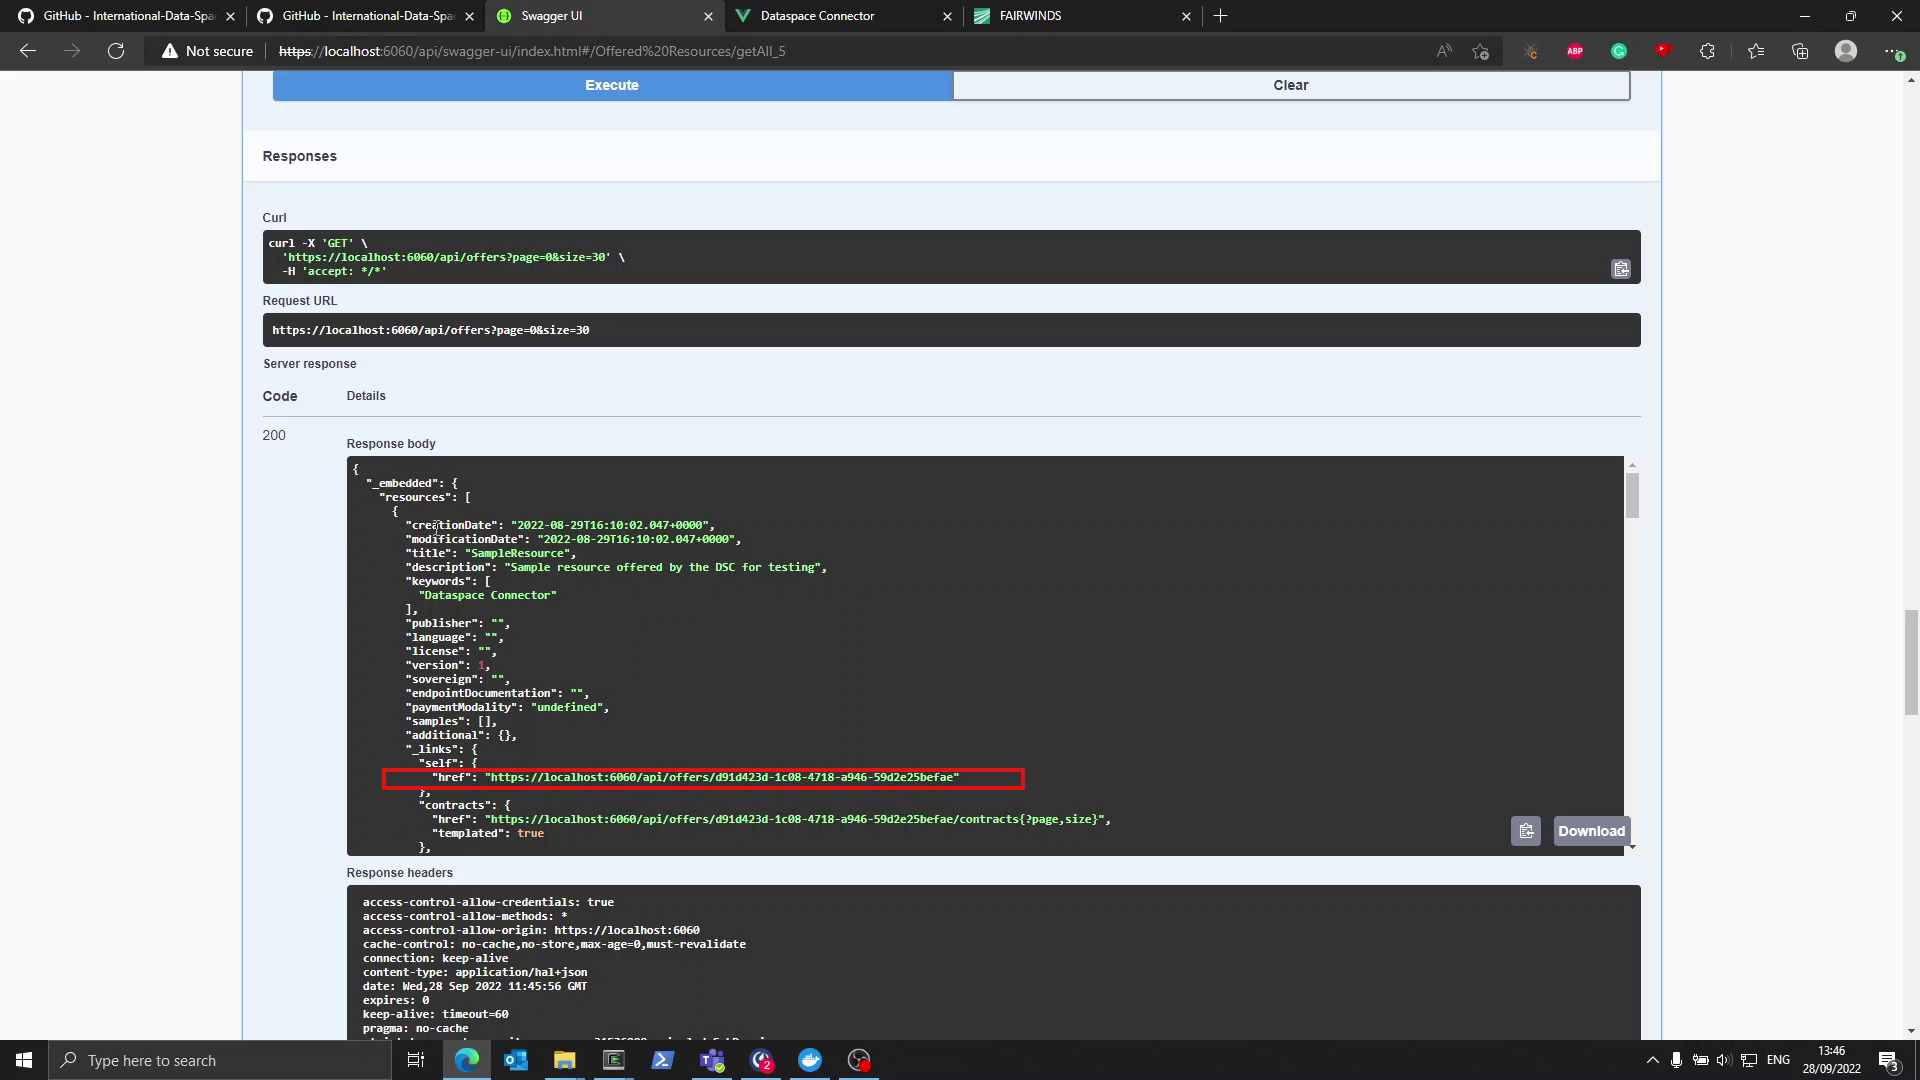 GitHub - International-Data-Spac
GitHub - International-Data-Spac
Swagger UI
Dataspace Connector
FAIRWINDS
Not secure
https://localhost:6060/api/swagger-ui/index.html#/Offered%20Resources/getAll_5
Execute
Clear
Responses
Curl
curl -X 'GET' \
'https://localhost:6060/api/offers?page=0&size=30' \
-H 'accept: */*'
Request URL
https://localhost:6060/api/offers?page=0&size=30
Server response
Code
Details
200
Response body
{
"_embedded": {
"resources": [
{
"creationDate": "2022-08-29T16:10:02.047+0000",
"modificationDate": "2022-08-29T16:10:02.047+0000",
"title": "SampleResource",
"description": "Sample resource offered by the DSC for testing",
"keywords": [
"Dataspace Connector"
],
"publisher": "",
"language": "",
"license": "",
"version": 1,
"sovereign": "",
"endpointDocumentation": "",
"paymentModality": "undefined",
"samples": [],
"additional": {},
"_links": {
"self": {
"href": "https://localhost:6060/api/offers/d91d423d-1c08-4718-a946-59d2e25befae"
},
"contracts": {
"href": "https://localhost:6060/api/offers/d91d423d-1c08-4718-a946-59d2e25befae/contracts{?page,size}",
"templated": true
},
Download
Response headers
access-control-allow-credentials: true
access-control-allow-methods: *
access-control-allow-origin: https://localhost:6060
cache-control: no-cache,no-store,max-age=0,must-revalidate
connection: keep-alive
content-type: application/hal+json
date: Wed,28 Sep 2022 11:45:56 GMT
expires: 0
keep-alive: timeout=60
pragma: no-cache
Type here to search
ENG
13:46
28/09/2022